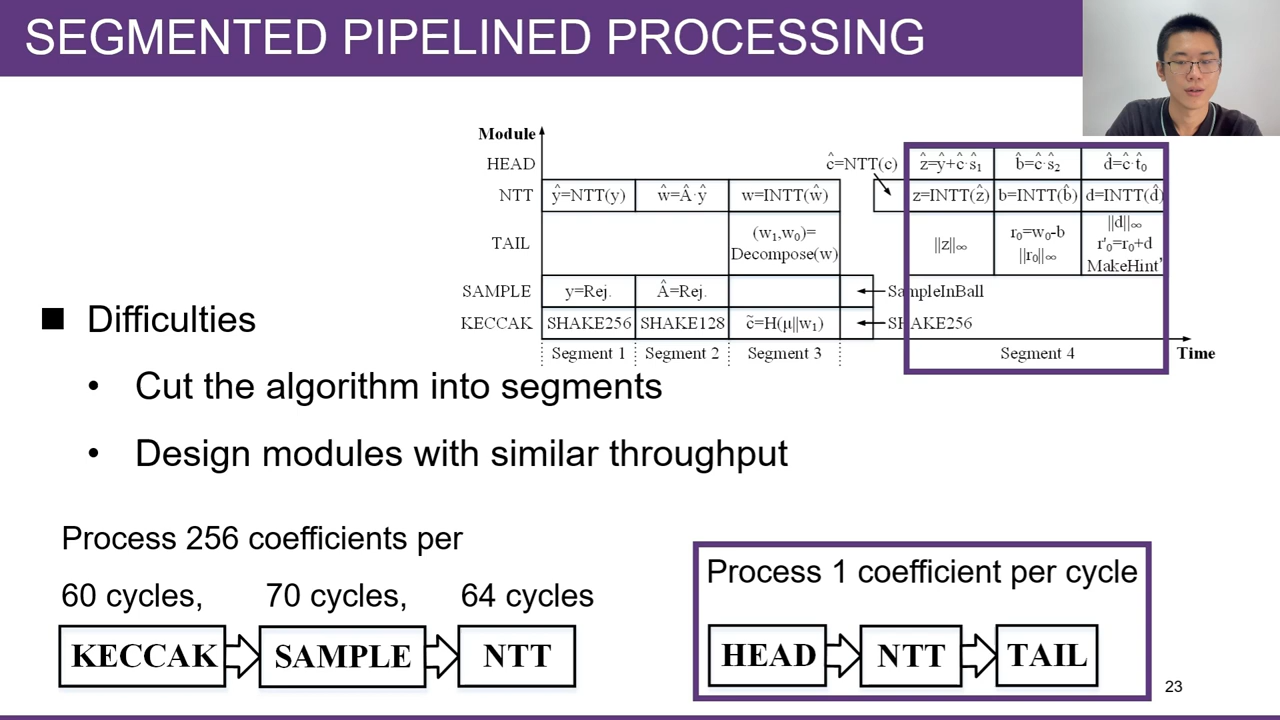 SEGMENTED PIPELINED PROCESSING
Module
HEAD
ĉ=NTT(c)
ẑ=ŷ+ĉ·ŝ₁
b̂=ĉ·ŝ₂
d̂=ĉ·t̂₀
NTT
ŷ=NTT(y)
ŵ=Â·ŷ
w=INTT(ŵ)
z=INTT(ẑ)
b=INTT(b̂)
d=INTT(d̂)
TAIL
(w₁,w₀)=
Decompose(w)
||z||∞
r₀=w₀-b
||r₀||∞
||d||∞
r'₀=r₀+d
MakeHint'
SAMPLE
y=Rej.
Â=Rej.
SampleInBall
KECCAK
SHAKE256
SHAKE128
c̃=H(μ||w₁)
SHAKE256
Segment 1
Segment 2
Segment 3
Segment 4
Time
■ Difficulties
• Cut the algorithm into segments
• Design modules with similar throughput
Process 256 coefficients per
60 cycles, 70 cycles, 64 cycles
KECCAK
SAMPLE
NTT
Process 1 coefficient per cycle
HEAD
NTT
TAIL
23